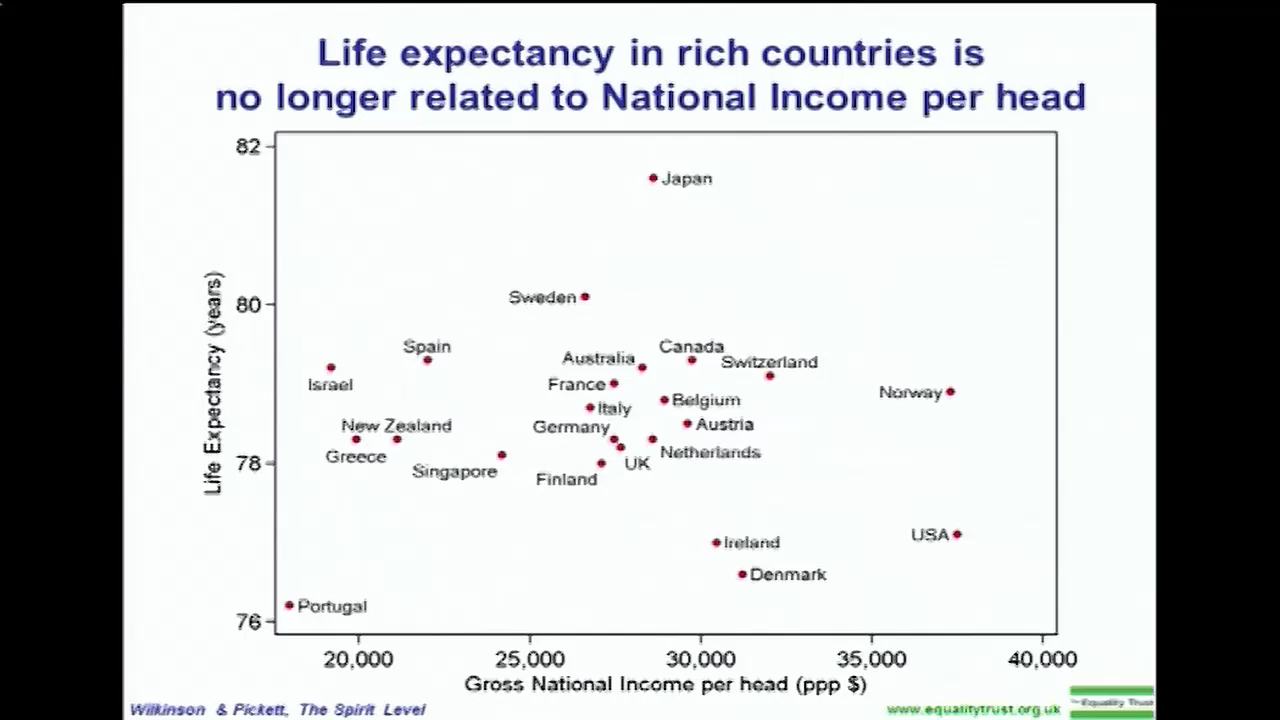 Life expectancy in rich countries is
no longer related to National Income per head
82
Japan
Sweden
80
Spain
Canada
Australia
Switzerland
Israel
France
Norway
Belgium
Italy
New Zealand
Germany
Austria
Greece
Netherlands
78
Singapore
UK
Finland
USA
Ireland
Denmark
Portugal
76
Life Expectancy (years)
20,000 25,000 30,000 35,000 40,000
Gross National Income per head (ppp $)
Wilkinson & Pickett, The Spirit Level
www.equalitytrust.org.uk
The Equality Trust